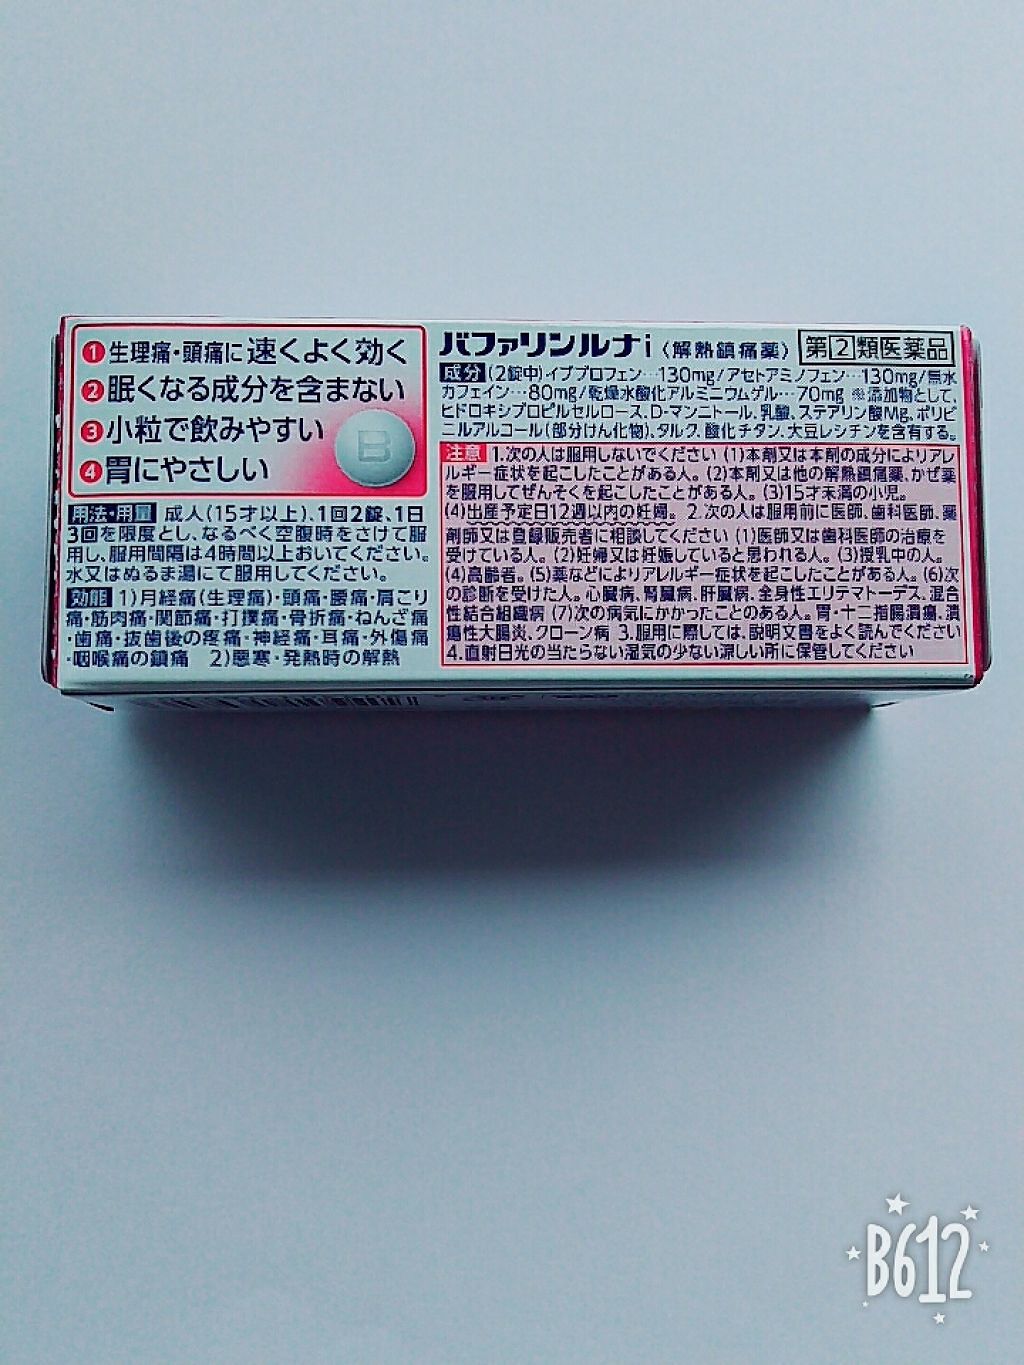 ① 生理痛・頭痛に 速くよく効く
② 眠くなる成分を含まない
③ 小粒で飲みやすい
④ 胃にやさしい
B
用法・用量 成人(15才以上)、1回2錠、1日
3回を限度とし、なるべく空腹時をさけて服
用し、服用間隔は4時間以上おいてください。
水又はぬるま湯にて服用してください。
効能 1)月経痛(生理痛)・頭痛・腰痛・肩こり
痛・筋肉痛・関節痛・打撲痛・骨折痛・ねんざ痛
・歯痛・抜歯後の疼痛・神経痛・耳痛・外傷痛
・咽喉痛の鎮痛 2)悪寒・発熱時の解熱
バファリンルナi〈解熱鎮痛薬〉 指定②類医薬品
成分 (2錠中)イブプロフェン…130mg/アセトアミノフェン…130mg/無水
カフェイン…80mg/乾燥水酸化アルミニウムゲル…70mg ※添加物として、
ヒドロキシプロピルセルロース、D-マンニトール、乳酸、ステアリン酸Mg、ポリビ
ニルアルコール(部分けん化物)、タルク、酸化チタン、大豆レシチンを含有する。
注意 1.次の人は服用しないでください (1)本剤又は本剤の成分によりアレ
ルギー症状を起こしたことがある人。(2)本剤又は他の解熱鎮痛薬、かぜ薬
を服用してぜんそくを起こしたことがある人。(3)15才未満の小児。
(4)出産予定日12週以内の妊婦。 2.次の人は服用前に医師、歯科医師、薬
剤師又は登録販売者に相談してください (1)医師又は歯科医師の治療を
受けている人。(2)妊婦又は妊娠していると思われる人。(3)授乳中の人。
(4)高齢者。(5)薬などによりアレルギー症状を起こしたことがある人。(6)次
の診断を受けた人。心臓病、腎臓病、肝臓病、全身性エリテマトーデス、混合
性結合組織病 (7)次の病気にかかったことのある人。胃・十二指腸潰瘍、潰
瘍性大腸炎、クローン病 3.服用に際しては、説明文書をよく読んでください
4.直射日光の当たらない湿気の少ない涼しい所に保管してください
B612